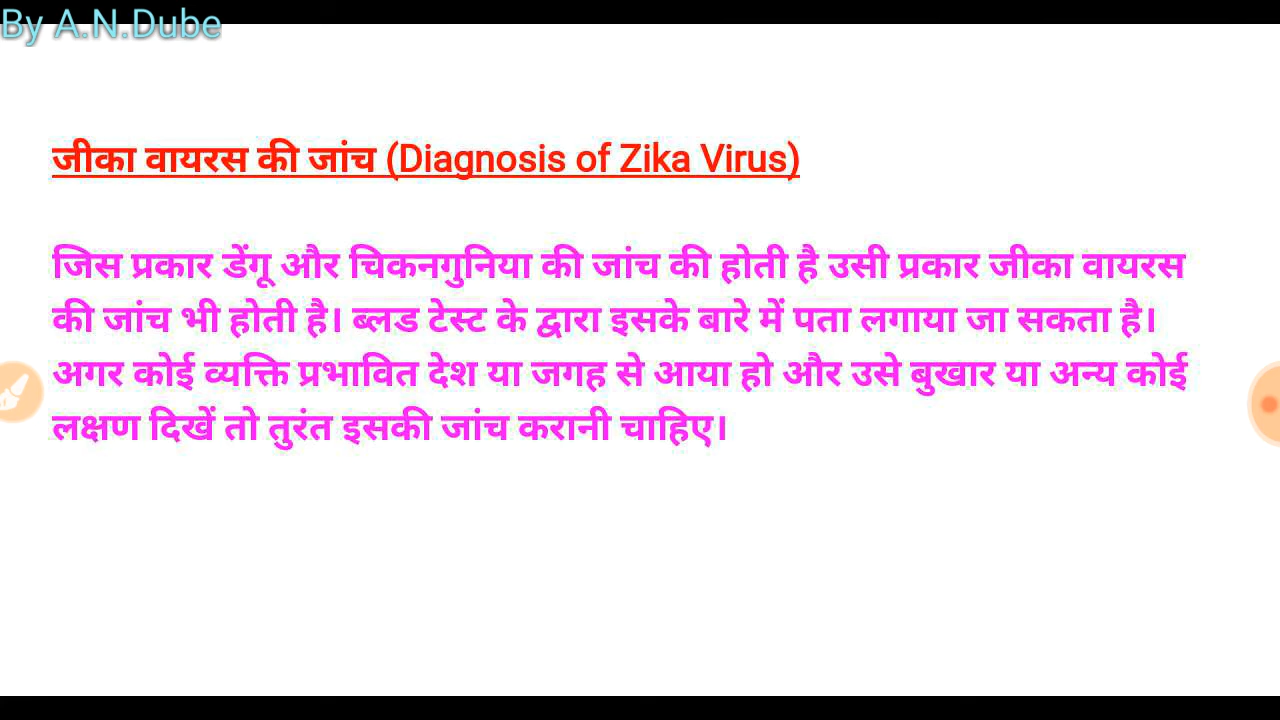 By A.N.Dube
जीका वायरस की जांच (Diagnosis of Zika Virus)
जिस प्रकार डेंगू और चिकनगुनिया की जांच की होती है उसी प्रकार जीका वायरस
की जांच भी होती है। ब्लड टेस्ट के द्वारा इसके बारे में पता लगाया जा सकता है।
अगर कोई व्यक्ति प्रभावित देश या जगह से आया हो और उसे बुखार या अन्य कोई
लक्षण दिखें तो तुरंत इसकी जांच करानी चाहिए।